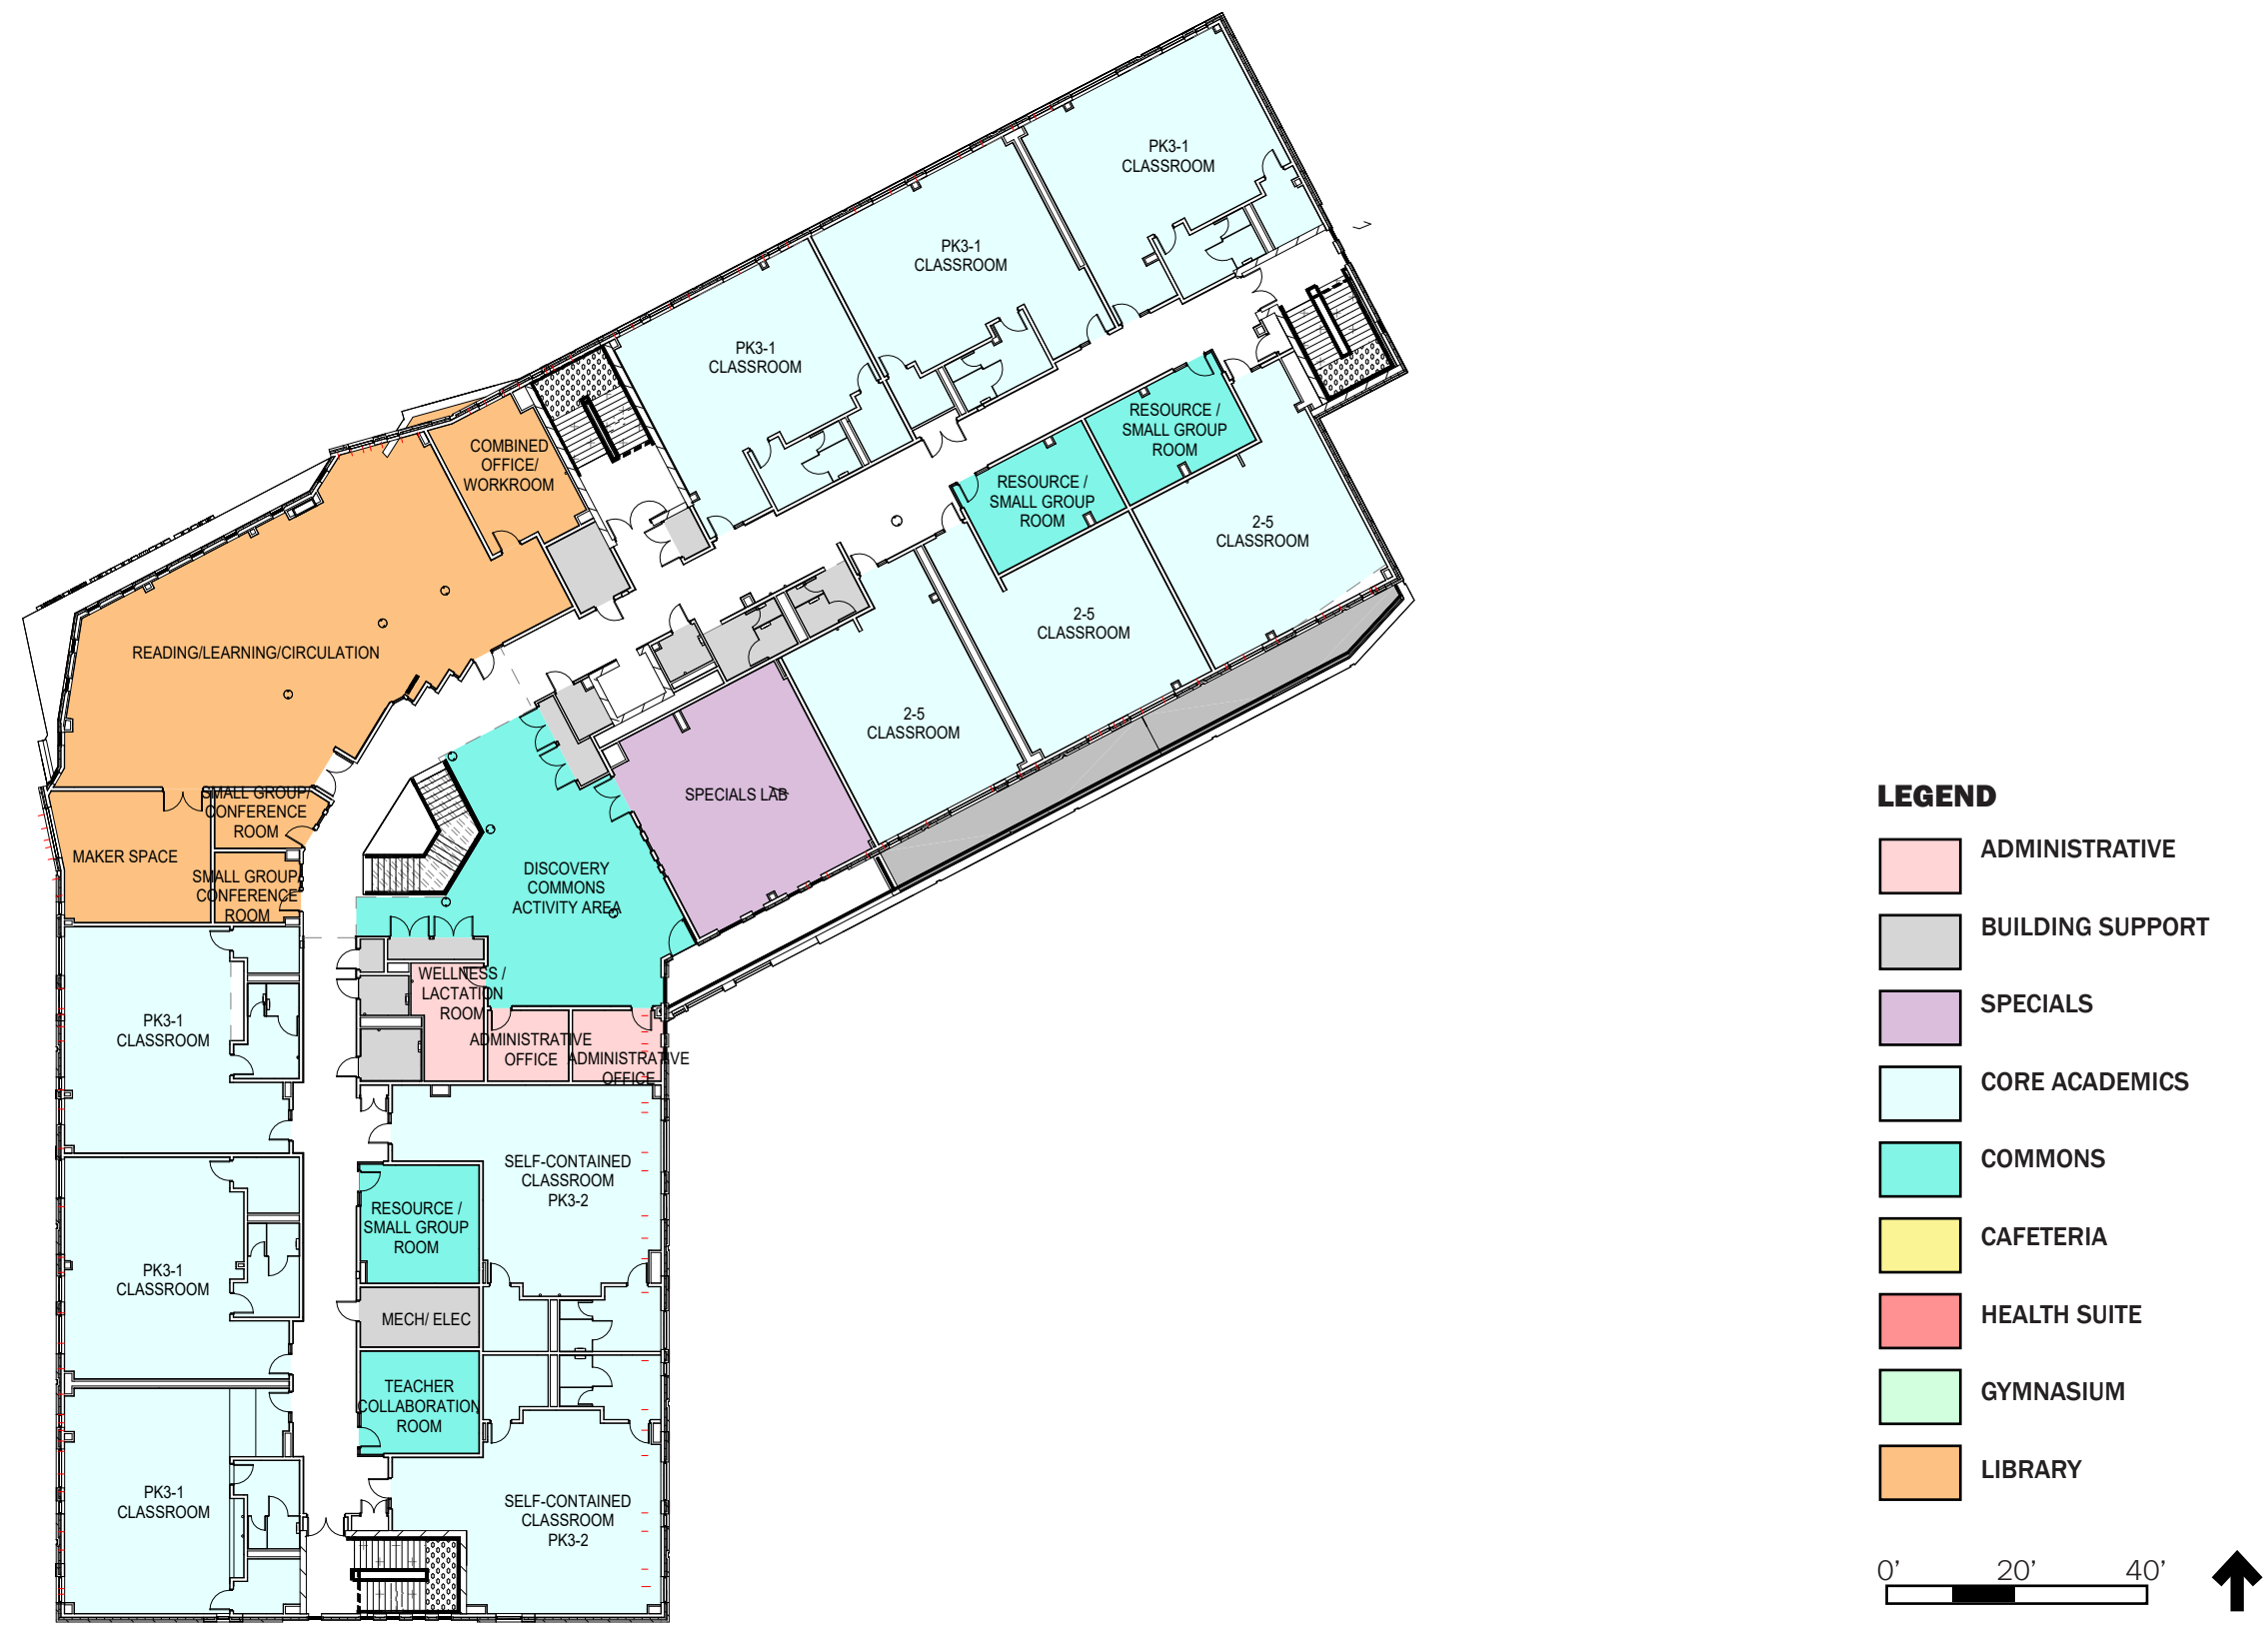 PK3-1
CLASSROOM
PK3-1
CLASSROOM
PK3-1
CLASSROOM
COMBINED
OFFICE/
WORKROOM
RESOURCE /
SMALL GROUP
ROOM
RESOURCE /
SMALL GROUP
ROOM
2-5
CLASSROOM
2-5
CLASSROOM
2-5
CLASSROOM
READING/LEARNING/CIRCULATION
SPECIALS LAB
SMALL GROUP/
CONFERENCE
ROOM
MAKER SPACE
SMALL GROUP/
CONFERENCE
ROOM
DISCOVERY
COMMONS
ACTIVITY AREA
WELLNESS /
LACTATION
ROOM
ADMINISTRATIVE
OFFICE
ADMINISTRATIVE
OFFICE
PK3-1
CLASSROOM
SELF-CONTAINED
CLASSROOM
PK3-2
RESOURCE /
SMALL GROUP
ROOM
PK3-1
CLASSROOM
MECH/ ELEC
TEACHER
COLLABORATION
ROOM
PK3-1
CLASSROOM
SELF-CONTAINED
CLASSROOM
PK3-2
LEGEND
ADMINISTRATIVE
BUILDING SUPPORT
SPECIALS
CORE ACADEMICS
COMMONS
CAFETERIA
HEALTH SUITE
GYMNASIUM
LIBRARY
0' 20' 40'